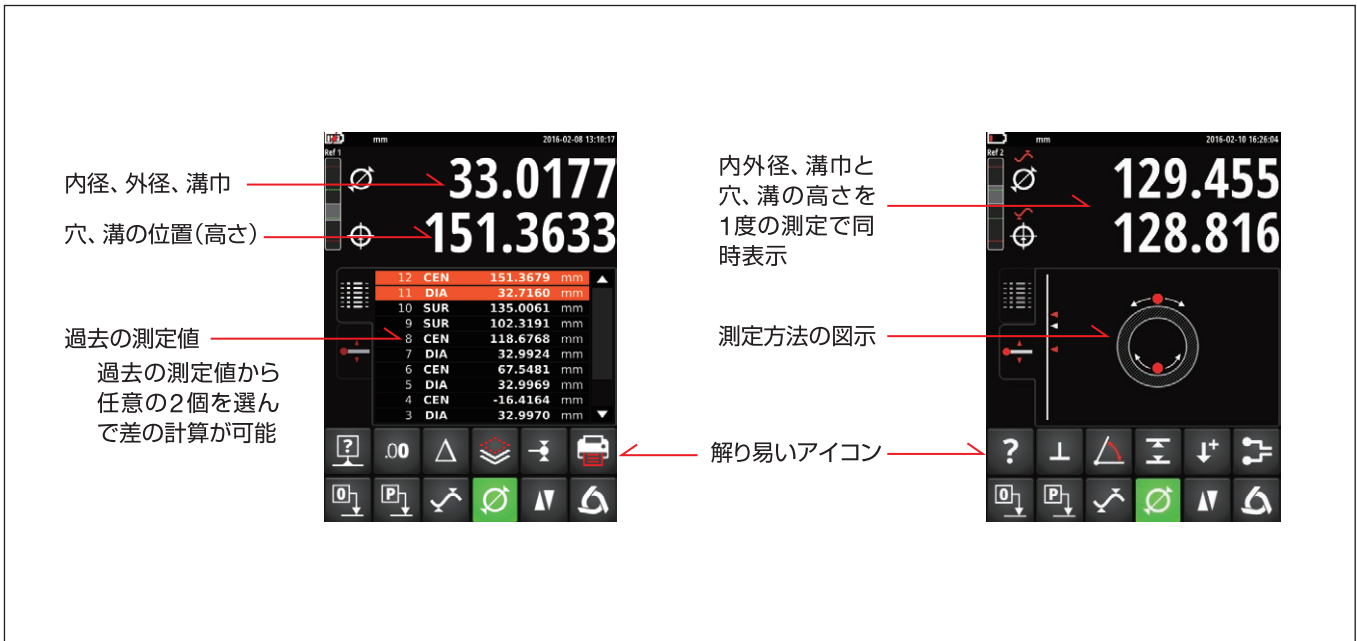 内径、外径、溝巾
穴、溝の位置(高さ)
過去の測定値
過去の測定値から
任意の2個を選ん
で差の計算が可能
mm
2016-02-08 13:10:17
Ref 1
33.0177
151.3633
12 CEN 151.3679 mm
11 DIA 32.7160 mm
10 SUR 135.0061 mm
9 SUR 102.3191 mm
8 CEN 118.6768 mm
7 DIA 32.9924 mm
6 CEN 67.5481 mm
5 DIA 32.9969 mm
4 CEN -16.4164 mm
3 DIA 32.9970 mm
? .00 Δ
0 P
内外径、溝巾と
穴、溝の高さを
1度の測定で同
時表示
測定方法の図示
解り易いアイコン
mm
2016-02-10 16:26:04
Ref 2
129.455
128.816
?
0 P